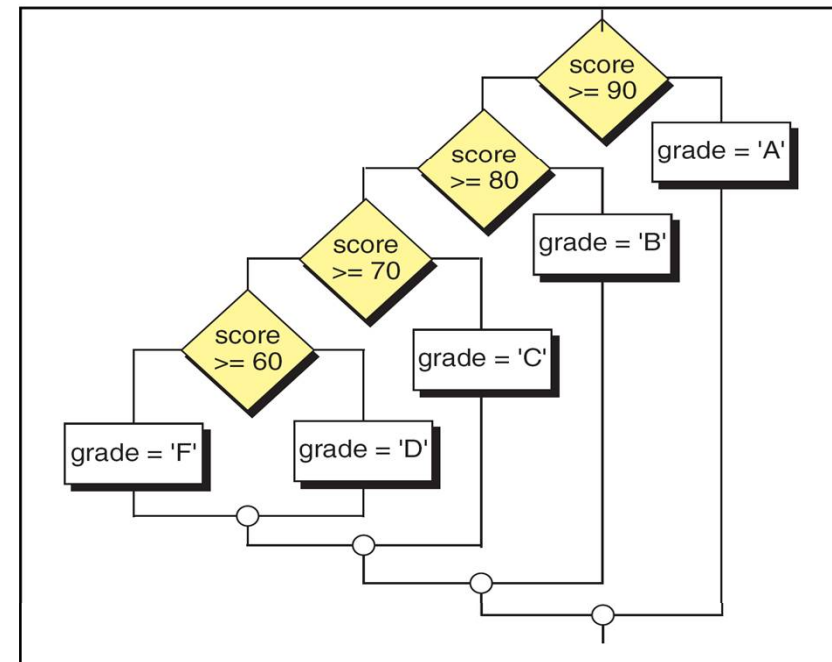 score
>= 90
grade = 'A'
score
>= 80
grade = 'B'
score
>= 70
grade = 'C'
score
>= 60
grade = 'F'
grade = 'D'